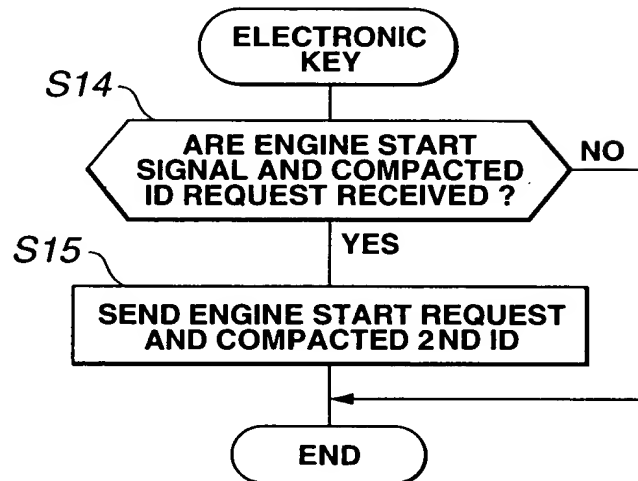 ELECTRONIC
KEY
S14
ARE ENGINE START
SIGNAL AND COMPACTED
ID REQUEST RECEIVED ?
NO
YES
S15
SEND ENGINE START REQUEST
AND COMPACTED 2ND ID
END